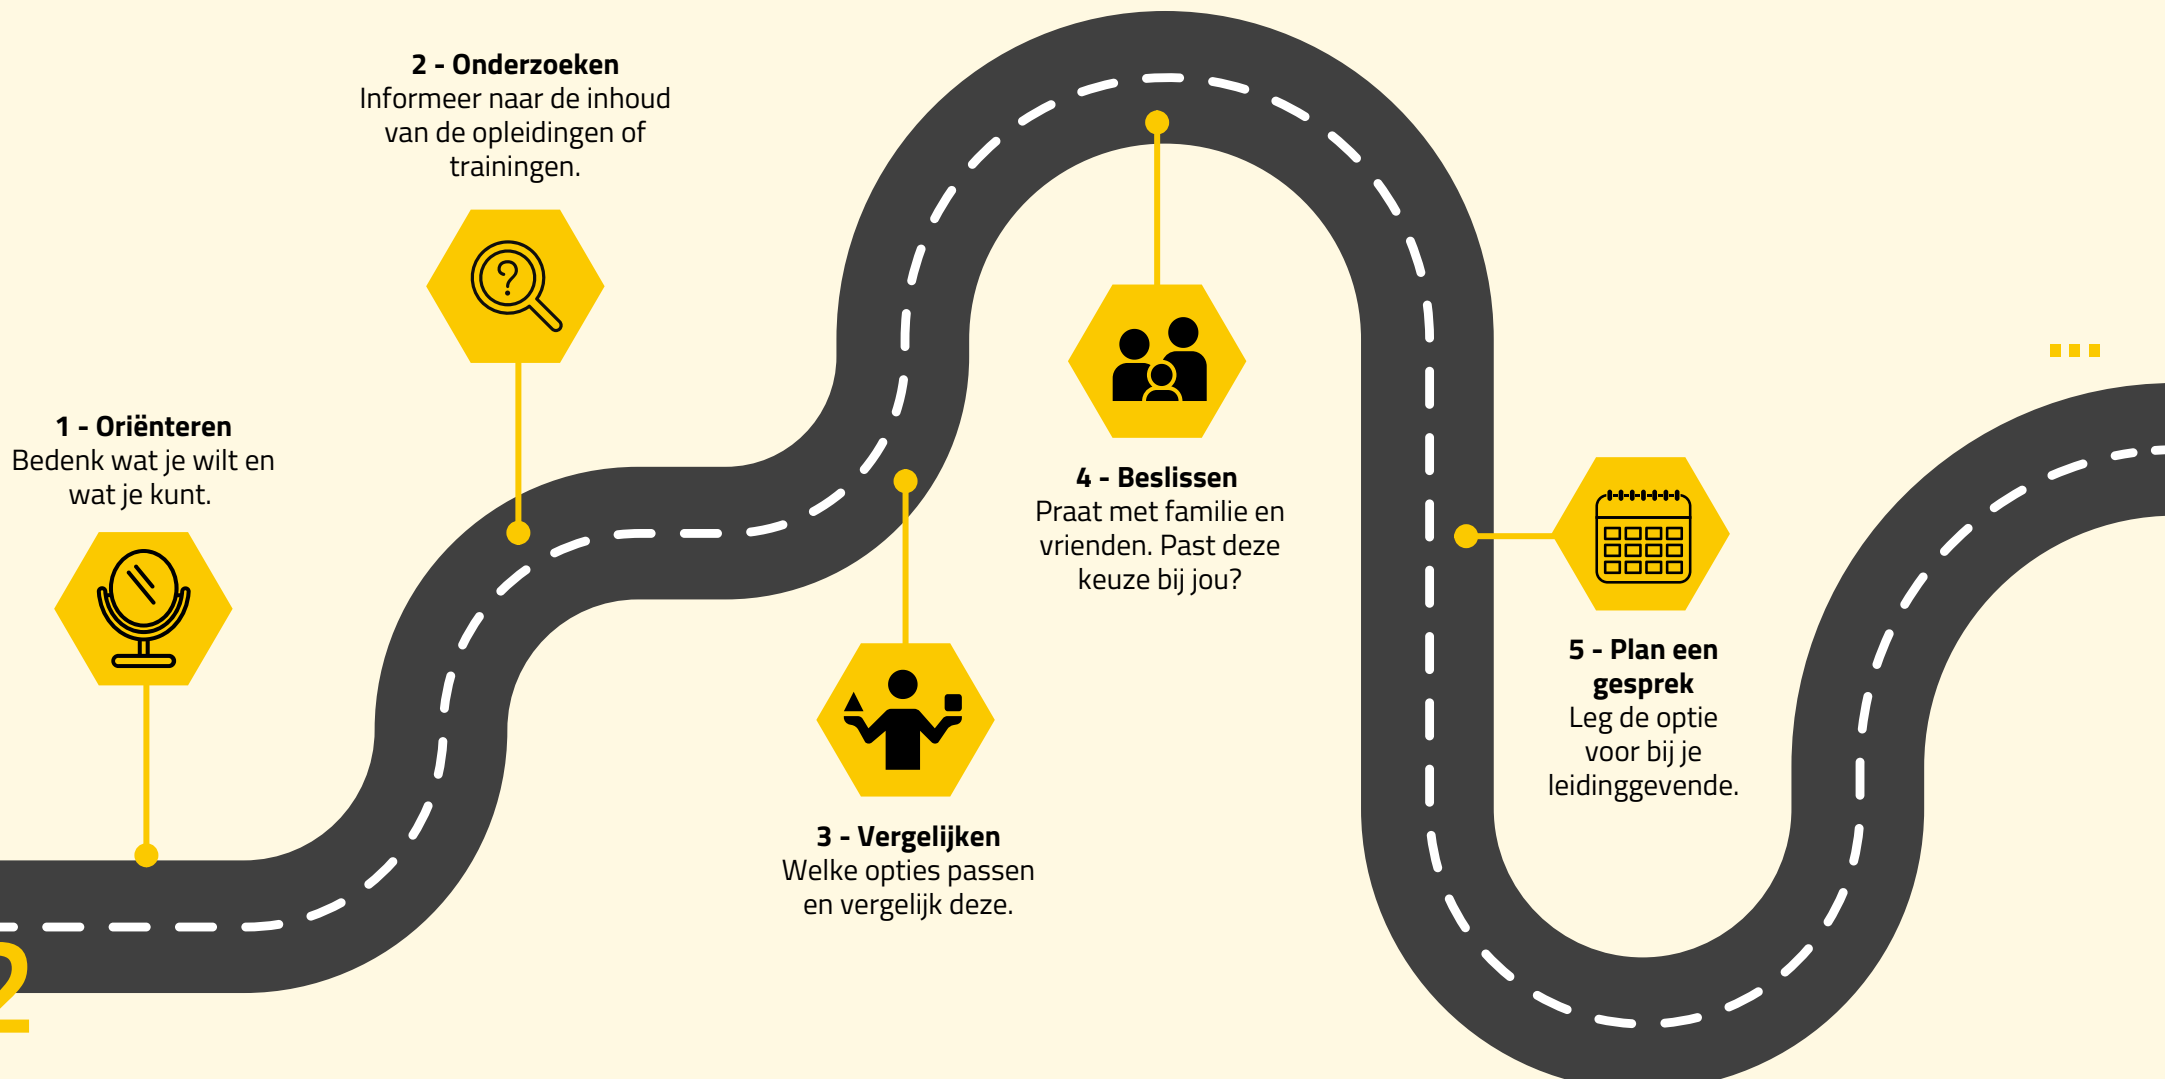 1 - Oriënteren
Bedenk wat je wilt en
wat je kunt.
2 - Onderzoeken
Informeer naar de inhoud
van de opleidingen of
trainingen.
3 - Vergelijken
Welke opties passen
en vergelijk deze.
4 - Beslissen
Praat met familie en
vrienden. Past deze
keuze bij jou?
5 - Plan een
gesprek
Leg de optie
voor bij je
leidinggevende.
...
2